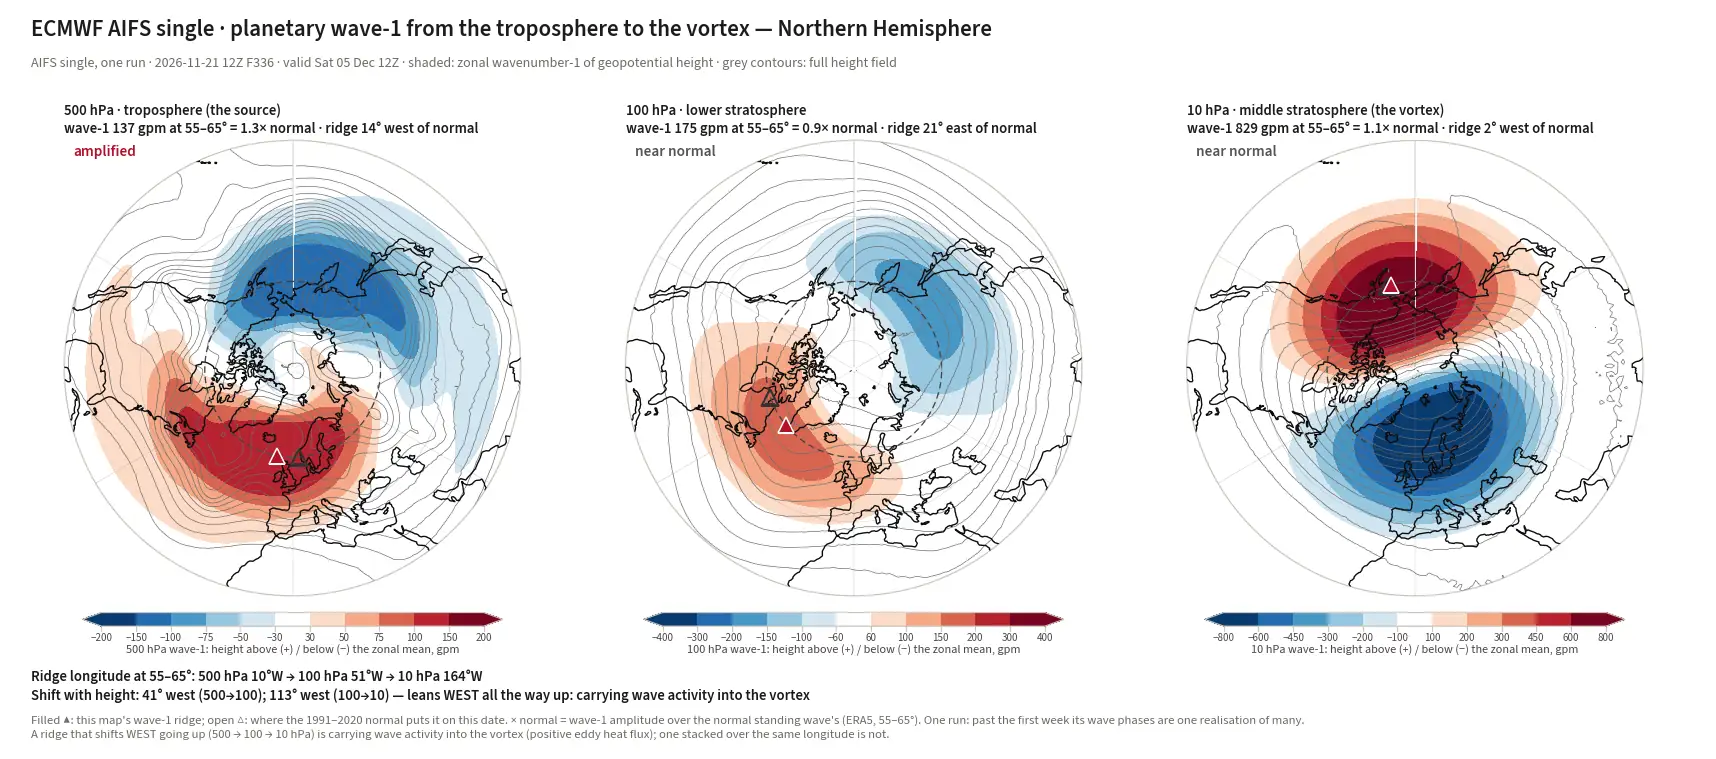 ECMWF AIFS single · planetary wave-1 from the troposphere to the vortex — Northern Hemisphere
AIFS single, one run · 2026-11-21 12Z F336 · valid Sat 05 Dec 12Z · shaded: zonal wavenumber-1 of geopotential height · grey contours: full height field
500 hPa · troposphere (the source)
wave-1 137 gpm at 55–65° = 1.3× normal · ridge 14° west of normal
amplified
100 hPa · lower stratosphere
wave-1 175 gpm at 55–65° = 0.9× normal · ridge 21° east of normal
near normal
10 hPa · middle stratosphere (the vortex)
wave-1 829 gpm at 55–65° = 1.1× normal · ridge 2° west of normal
near normal
−200 −150 −100 −75 −50 −30 30 50 75 100 150 200
500 hPa wave-1: height above (+) / below (−) the zonal mean, gpm
−400 −300 −200 −150 −100 −60 60 100 150 200 300 400
100 hPa wave-1: height above (+) / below (−) the zonal mean, gpm
−800 −600 −450 −300 −200 −100 100 200 300 450 600 800
10 hPa wave-1: height above (+) / below (−) the zonal mean, gpm
Ridge longitude at 55–65°: 500 hPa 10°W → 100 hPa 51°W → 10 hPa 164°W
Shift with height: 41° west (500→100); 113° west (100→10) — leans WEST all the way up: carrying wave activity into the vortex
Filled ▲: this map's wave-1 ridge; open △: where the 1991–2020 normal puts it on this date. × normal = wave-1 amplitude over the normal standing wave's (ERA5, 55–65°). One run: past the first week its wave phases are one realisation of many.
A ridge that shifts WEST going up (500 → 100 → 10 hPa) is carrying wave activity into the vortex (positive eddy heat flux); one stacked over the same longitude is not.